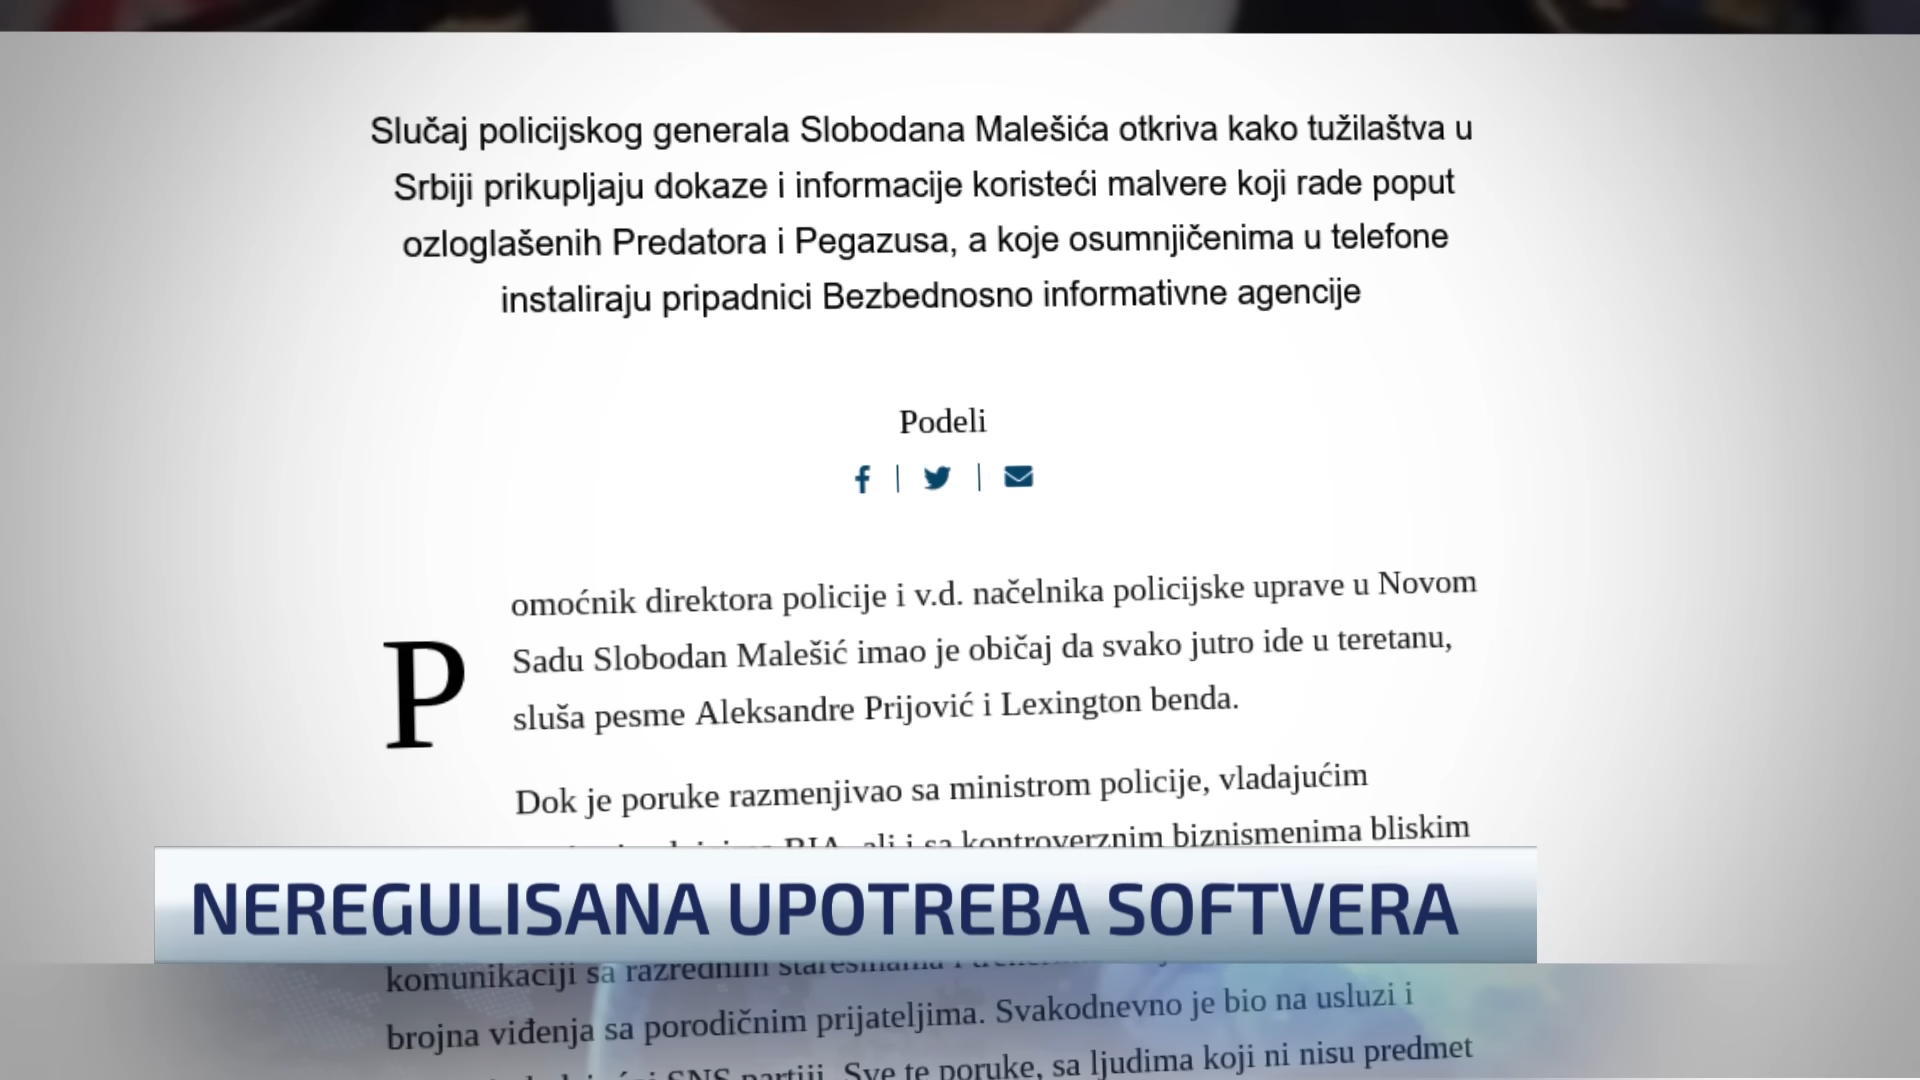 Slučaj policijskog generala Slobodana Malešića otkriva kako tužilaštva u
Srbiji prikupljaju dokaze i informacije koristeći malvere koji rade poput
ozloglašenih Predatora i Pegazusa, a koje osumnjičenima u telefone
instaliraju pripadnici Bezbednosno informativne agencije
Podeli
P
omoćnik direktora policije i v.d. načelnika policijske uprave u Novom
Sadu Slobodan Malešić imao je običaj da svako jutro ide u teretanu,
sluša pesme Aleksandre Prijović i Lexington benda.
Dok je poruke razmenjivao sa ministrom policije, vladajućim
BIA, ali i sa kontroverznim biznismenima bliskim
NEREGULISANA UPOTREBA SOFTVERA
komunikaciji sa razrednim starešinama i
brojna viđenja sa porodičnim prijateljima. Svakodnevno je bio na usluzi i
SNS partiji. Sve te poruke, sa ljudima koji ni nisu predmet